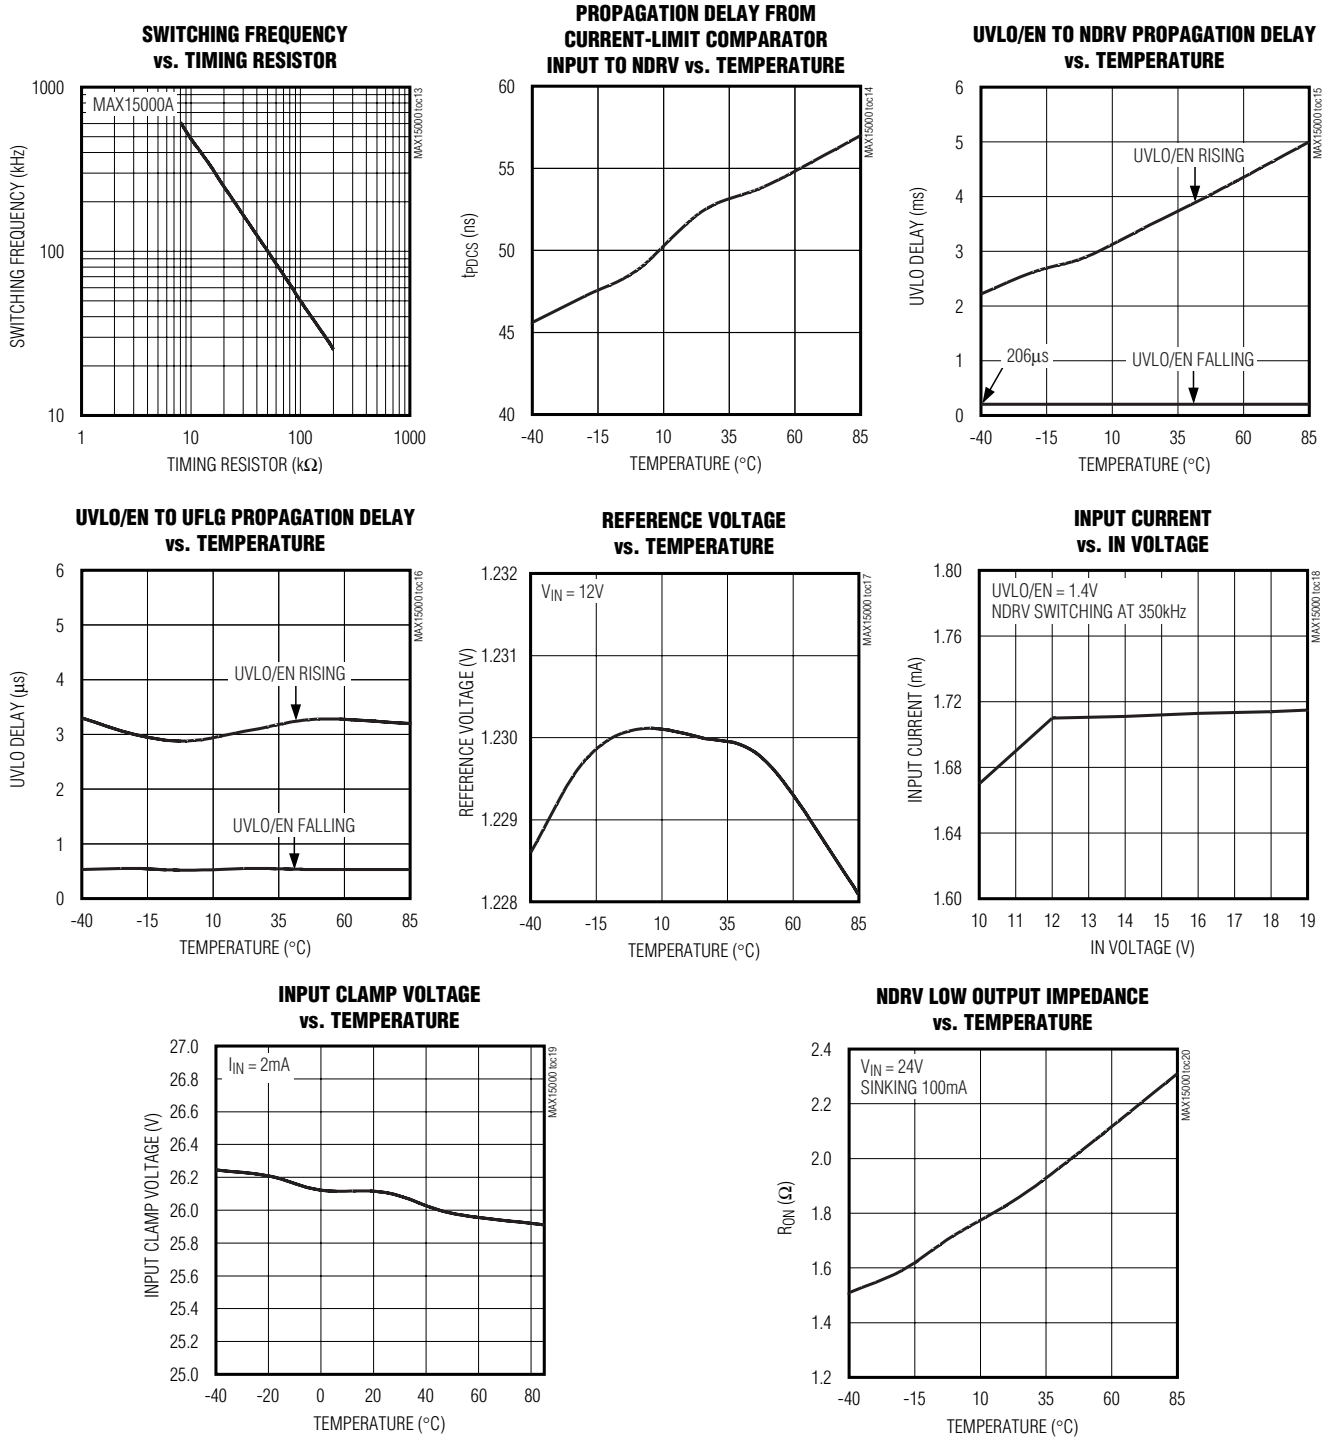 SWITCHING FREQUENCY
vs. TIMING RESISTOR
MAX15000A
MAX15000 toc13
SWITCHING FREQUENCY (kHz)
1000
100
10
1 10 100 1000
TIMING RESISTOR (kΩ)
PROPAGATION DELAY FROM
CURRENT-LIMIT COMPARATOR
INPUT TO NDRV vs. TEMPERATURE
MAX15000 toc14
tPDCS (ns)
60
55
50
45
40
-40 -15 10 35 60 85
TEMPERATURE (°C)
UVLO/EN TO NDRV PROPAGATION DELAY
vs. TEMPERATURE
MAX15000 toc15
UVLO DELAY (ms)
6
5
4
3
2
1
0
UVLO/EN RISING
206µs
UVLO/EN FALLING
-40 -15 10 35 60 85
TEMPERATURE (°C)
UVLO/EN TO UFLG PROPAGATION DELAY
vs. TEMPERATURE
MAX15000 toc16
UVLO DELAY (µs)
6
5
4
3
2
1
0
UVLO/EN RISING
UVLO/EN FALLING
-40 -15 10 35 60 85
TEMPERATURE (°C)
REFERENCE VOLTAGE
vs. TEMPERATURE
VIN = 12V
MAX15000 toc17
REFERENCE VOLTAGE (V)
1.232
1.231
1.230
1.229
1.228
-40 -15 10 35 60 85
TEMPERATURE (°C)
INPUT CURRENT
vs. IN VOLTAGE
UVLO/EN = 1.4V
NDRV SWITCHING AT 350kHz
MAX15000 toc18
INPUT CURRENT (mA)
1.80
1.76
1.72
1.68
1.64
1.60
10 11 12 13 14 15 16 17 18 19
IN VOLTAGE (V)
INPUT CLAMP VOLTAGE
vs. TEMPERATURE
IIN = 2mA
MAX15000 toc19
INPUT CLAMP VOLTAGE (V)
27.0
26.8
26.6
26.4
26.2
26.0
25.8
25.6
25.4
25.2
25.0
-40 -20 0 20 40 60 80
TEMPERATURE (°C)
NDRV LOW OUTPUT IMPEDANCE
vs. TEMPERATURE
VIN = 24V
SINKING 100mA
MAX15000 toc20
RON (Ω)
2.4
2.2
2.0
1.8
1.6
1.4
1.2
-40 -15 10 35 60 85
TEMPERATURE (°C)